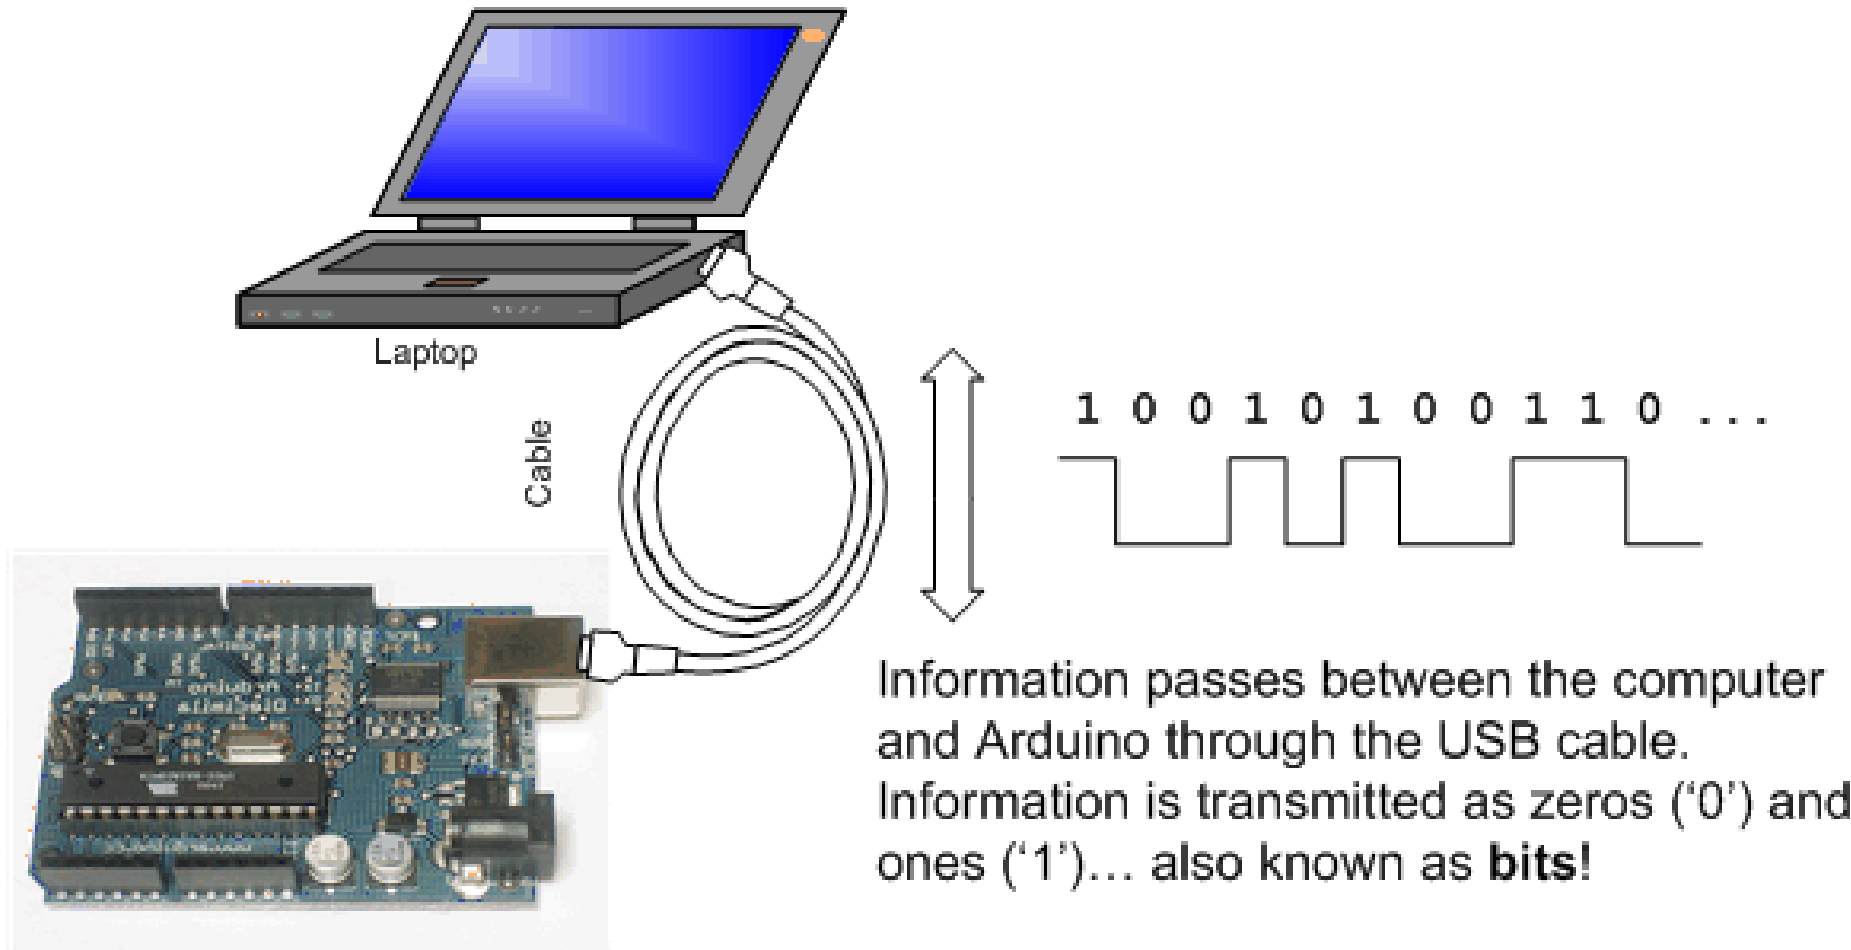 Laptop
Cable
1 0 0 1 0 1 0 0 1 1 0 ...
Information passes between the computer
and Arduino through the USB cable.
Information is transmitted as zeros (‘0’) and
ones (‘1’)... also known as bits!